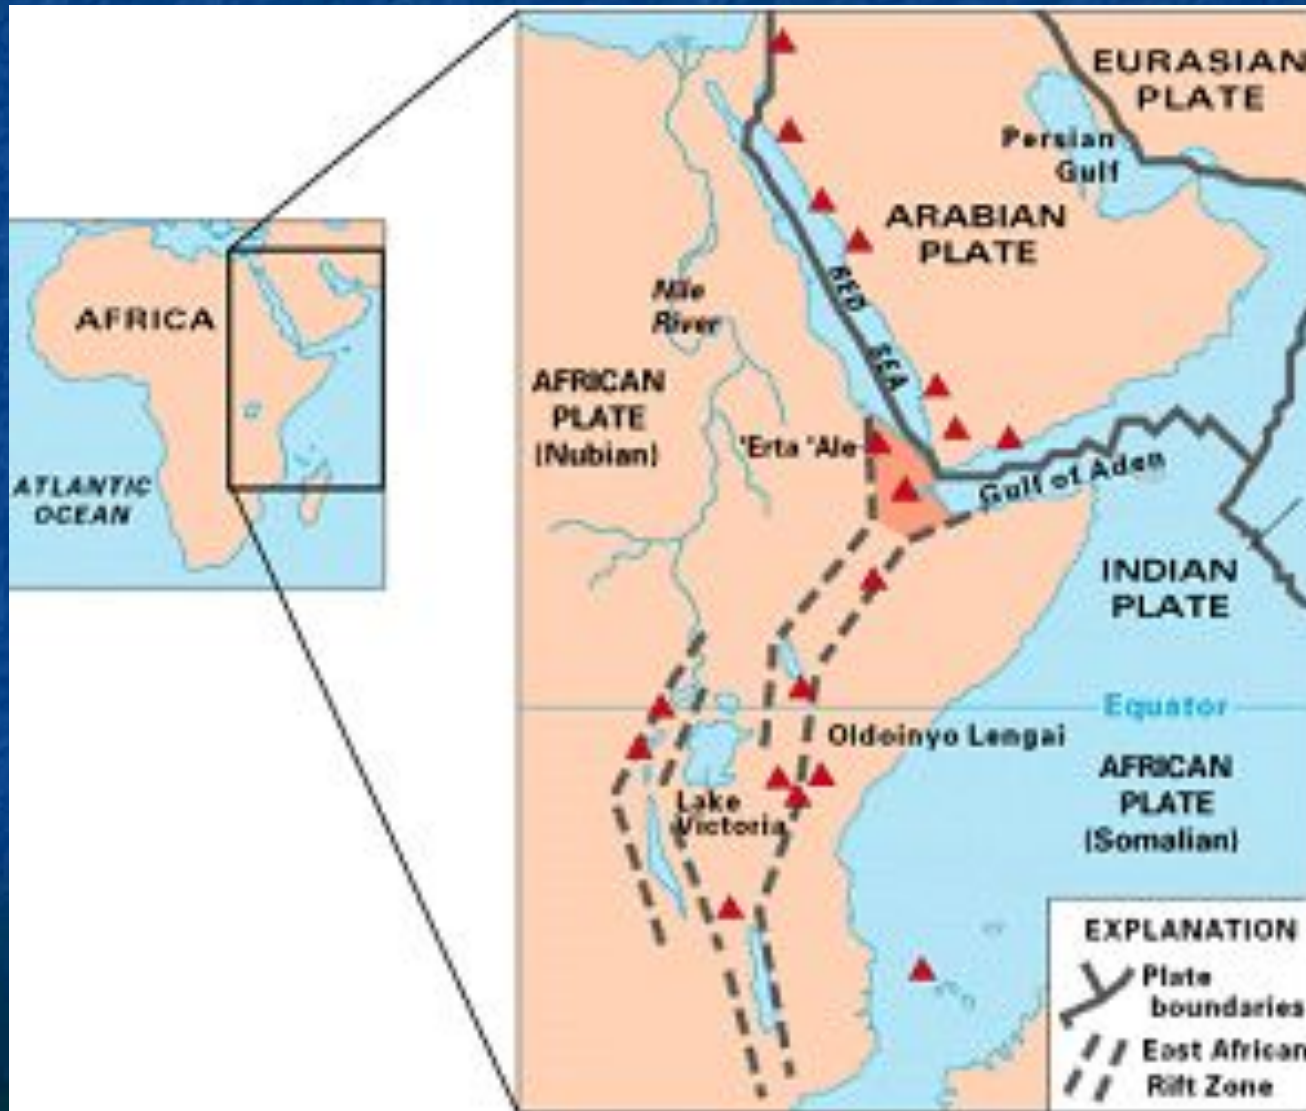 AFRICA
ATLANTIC
OCEAN
EURASIAN
PLATE
Persian
Gulf
ARABIAN
PLATE
RED SEA
Nile
River
AFRICAN
PLATE
(Nubian)
'Erta 'Ale
Gulf of Aden
INDIAN
PLATE
Equator
Oldoinyo Lengai
Lake
Victoria
AFRICAN
PLATE
(Somalian)
EXPLANATION
Plate
boundaries
East African
Rift Zone